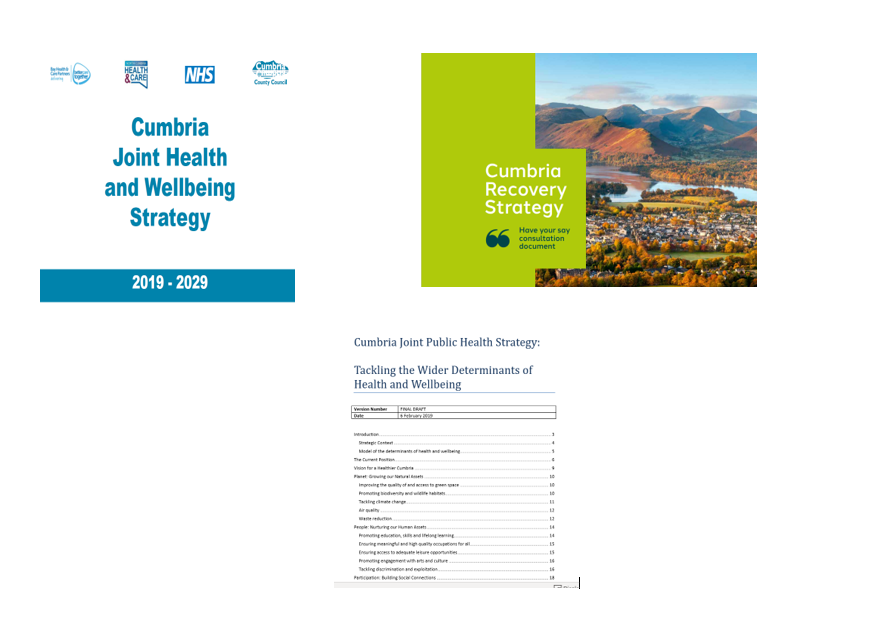 Bay Health &
Care Partners
bettercare
together
HEALTH
&CARE
NHS
Cumbria
County Council
Cumbria
Joint Health
and Wellbeing
Strategy
2019 - 2029
Cumbria
Recovery
Strategy
Have your say
consultation
document
Cumbria Joint Public Health Strategy:
Tackling the Wider Determinants of
Health and Wellbeing
Version Number FINAL DRAFT
Date 6 February 2019
Introduction 3
Strategic Context 4
Model of the determinants of health and wellbeing 5
The Current Position 6
Vision for a Healthier Cumbria 9
Planet: Growing our Natural Assets 10
Improving the quality of and access to green space 10
Promoting biodiversity and wildlife habitats 10
Tackling climate change 11
Air quality 12
Waste reduction 12
People: Nurturing our Human Assets 14
Promoting education, skills and lifelong learning 14
Ensuring meaningful and high quality occupations for all 15
Ensuring access to adequate leisure opportunities 15
Promoting engagement with arts and culture 16
Tackling discrimination and exploitation 16
Participation: Building Social Connections 18